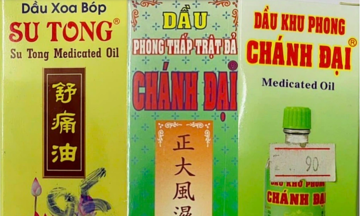 Dầu Xoa Bóp
SU TONG®
Su Tong Medicated Oil
舒痛油
DẦU
PHONG THẤP-TRẬT ĐẢ
CHÁNH ĐẠI
正大風濕
DẦU KHU PHONG
CHÁNH ĐẠI®
Medicated Oil
90
DẦU KHU PHONG
CHÁNH ĐẠI